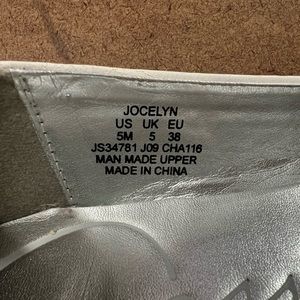 JOCELYN
US UK EU
5M 5 38
JS34781 J09 CHA116
MAN MADE UPPER
MADE IN CHINA